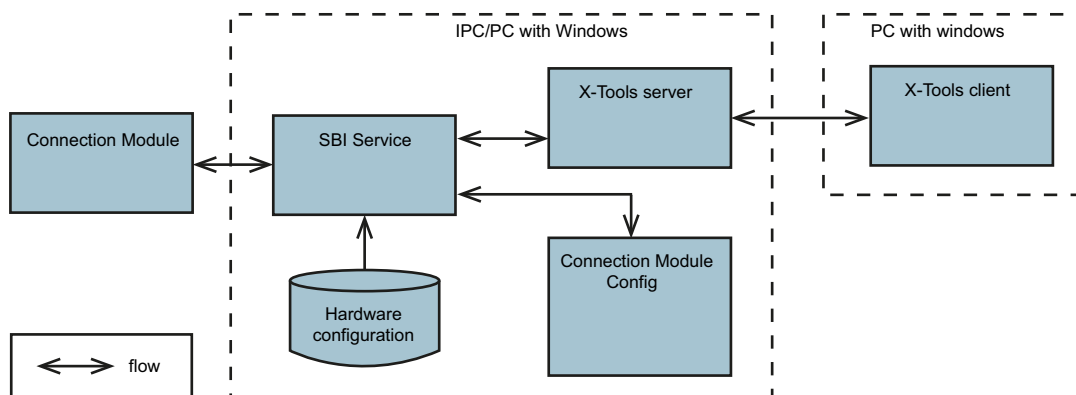 IPC/PC with Windows
PC with windows
X-Tools server
X-Tools client
Connection Module
SBI Service
Connection Module
Config
Hardware
configuration
flow